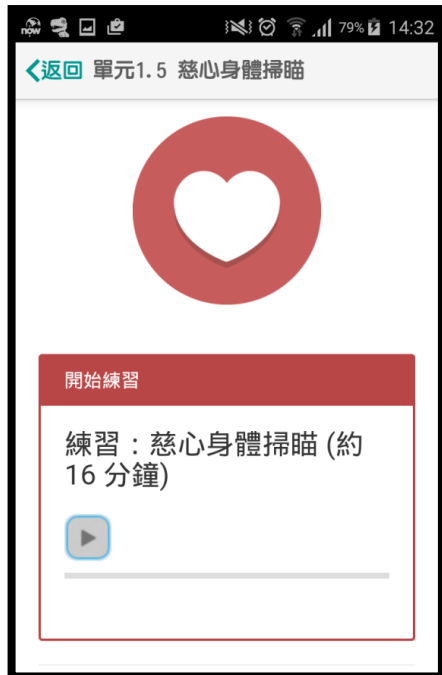 now 79% 14:32
返回 單元1.5 慈心身體掃瞄
開始練習
練習：慈心身體掃瞄 (約
16 分鐘)